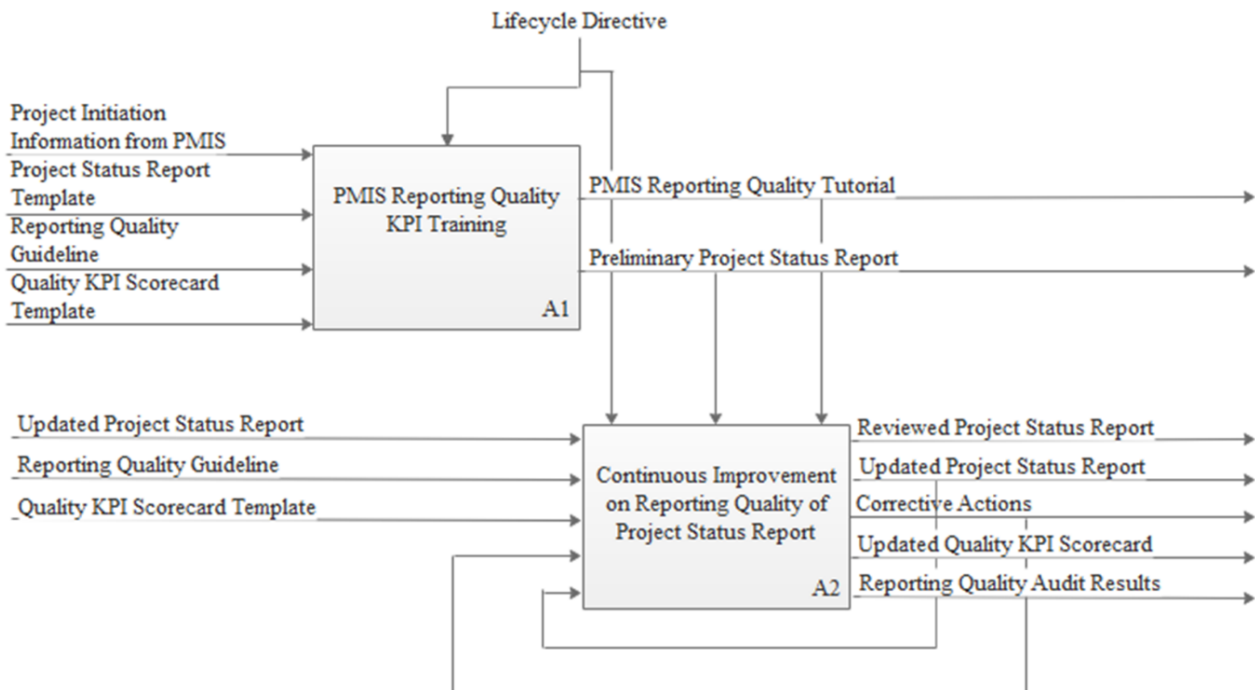 Lifecycle Directive
Project Initiation
Information from PMIS
Project Status Report
Template
Reporting Quality
Guideline
Quality KPI Scorecard
Template
PMIS Reporting Quality
KPI Training
A1
PMIS Reporting Quality Tutorial
Preliminary Project Status Report
Updated Project Status Report
Reporting Quality Guideline
Quality KPI Scorecard Template
Continuous Improvement
on Reporting Quality of
Project Status Report
A2
Reviewed Project Status Report
Updated Project Status Report
Corrective Actions
Updated Quality KPI Scorecard
Reporting Quality Audit Results